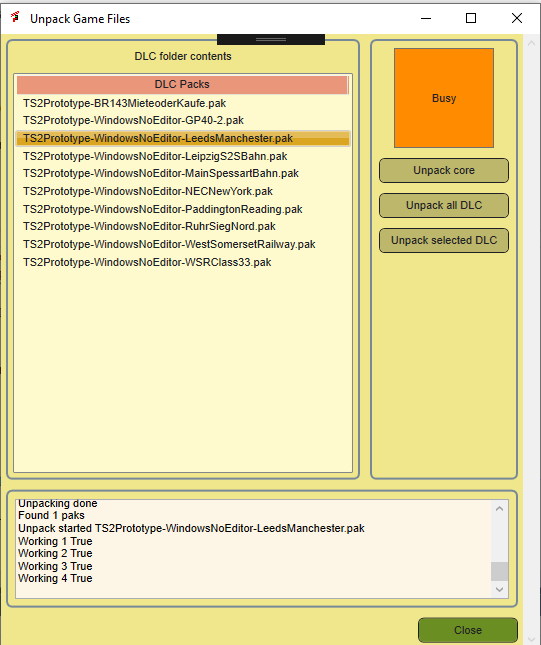 Unpack Game Files
DLC folder contents
DLC Packs
TS2Prototype-BR143MieteoderKaufe.pak
TS2Prototype-WindowsNoEditor-GP40-2.pak
TS2Prototype-WindowsNoEditor-LeedsManchester.pak
TS2Prototype-WindowsNoEditor-LeipzigS2SBahn.pak
TS2Prototype-WindowsNoEditor-MainSpessartBahn.pak
TS2Prototype-WindowsNoEditor-NECNewYork.pak
TS2Prototype-WindowsNoEditor-PaddingtonReading.pak
TS2Prototype-WindowsNoEditor-RuhrSiegNord.pak
TS2Prototype-WindowsNoEditor-WestSomersetRailway.pak
TS2Prototype-WindowsNoEditor-WSRClass33.pak
Busy
Unpack core
Unpack all DLC
Unpack selected DLC
Unpacking done
Found 1 paks
Unpack started TS2Prototype-WindowsNoEditor-LeedsManchester.pak
Working 1 True
Working 2 True
Working 3 True
Working 4 True
Close